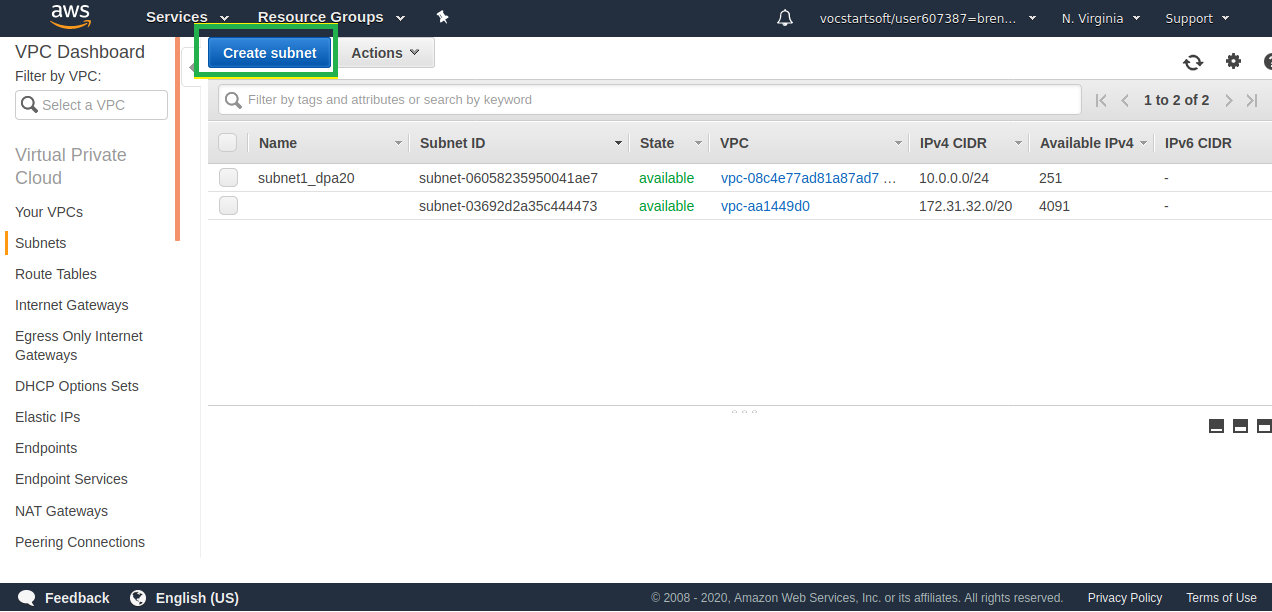 aws Services Resource Groups vocstartsoft/user607387=bren... N. Virginia Support
VPC Dashboard
Filter by VPC:
Select a VPC
Virtual Private
Cloud
Your VPCs
Subnets
Route Tables
Internet Gateways
Egress Only Internet
Gateways
DHCP Options Sets
Elastic IPs
Endpoints
Endpoint Services
NAT Gateways
Peering Connections
Create subnet Actions
Filter by tags and attributes or search by keyword
1 to 2 of 2
Name Subnet ID State VPC IPv4 CIDR Available IPv4 IPv6 CIDR
subnet1_dpa20 subnet-06058235950041ae7 available vpc-08c4e77ad81a87ad7 ... 10.0.0.0/24 251 -
subnet-03692d2a35c444473 available vpc-aa1449d0 172.31.32.0/20 4091 -
Feedback English (US) © 2008 - 2020, Amazon Web Services, Inc. or its affiliates. All rights reserved. Privacy Policy Terms of Use